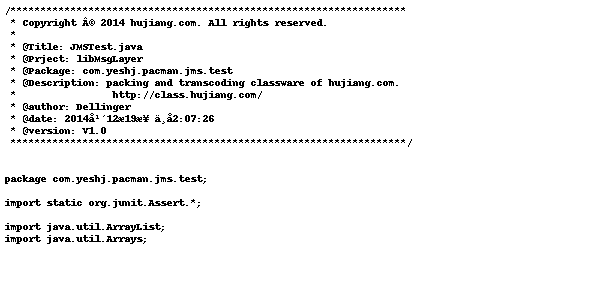 /******************************************************************
 * Copyright Â© 2014 hujiang.com. All rights reserved.
 *
 * @Title: JMSTest.java
 * @Prject: libMsgLayer
 * @Package: com.yeshj.pacman.jms.test
 * @Description: packing and transcoding classware of hujiang.com.
 *                http://class.hujiang.com/
 * @author: Dellinger
 * @date: 2014å¹´12æ19æ¥ ä¸å2:07:26
 * @version: V1.0
 ******************************************************************/
package com.yeshj.pacman.jms.test;
import static org.junit.Assert.*;
import java.util.ArrayList;
import java.util.Arrays;